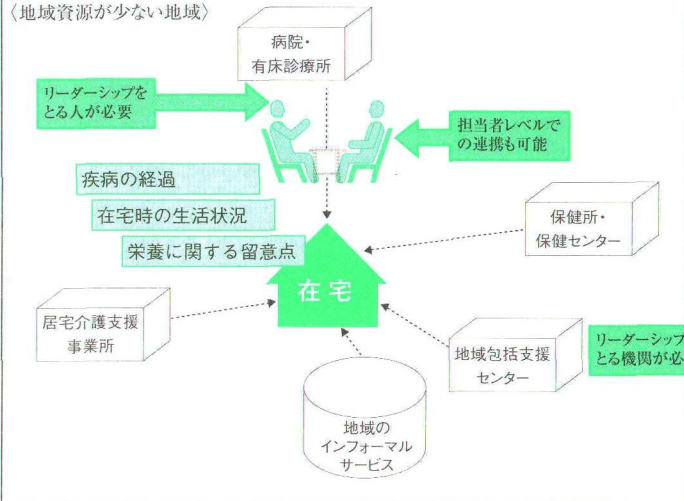 〈地域資源が少ない地域〉
病院・
有床診療所
リーダーシップを
とる人が必要
担当者レベルで
の連携も可能
疾病の経過
在宅時の生活状況
栄養に関する留意点
保健所・
保健センター
在宅
居宅介護支援
事業所
地域包括支援
センター
リーダーシップ
とる機関が必
地域の
インフォーマル
サービス